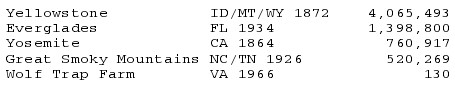 Yellowstone ID/MT/WY 1872 4,065,493
Everglades FL 1934 1,398,800
Yosemite CA 1864 760,917
Great Smoky Mountains NC/TN 1926 520,269
Wolf Trap Farm VA 1966 130